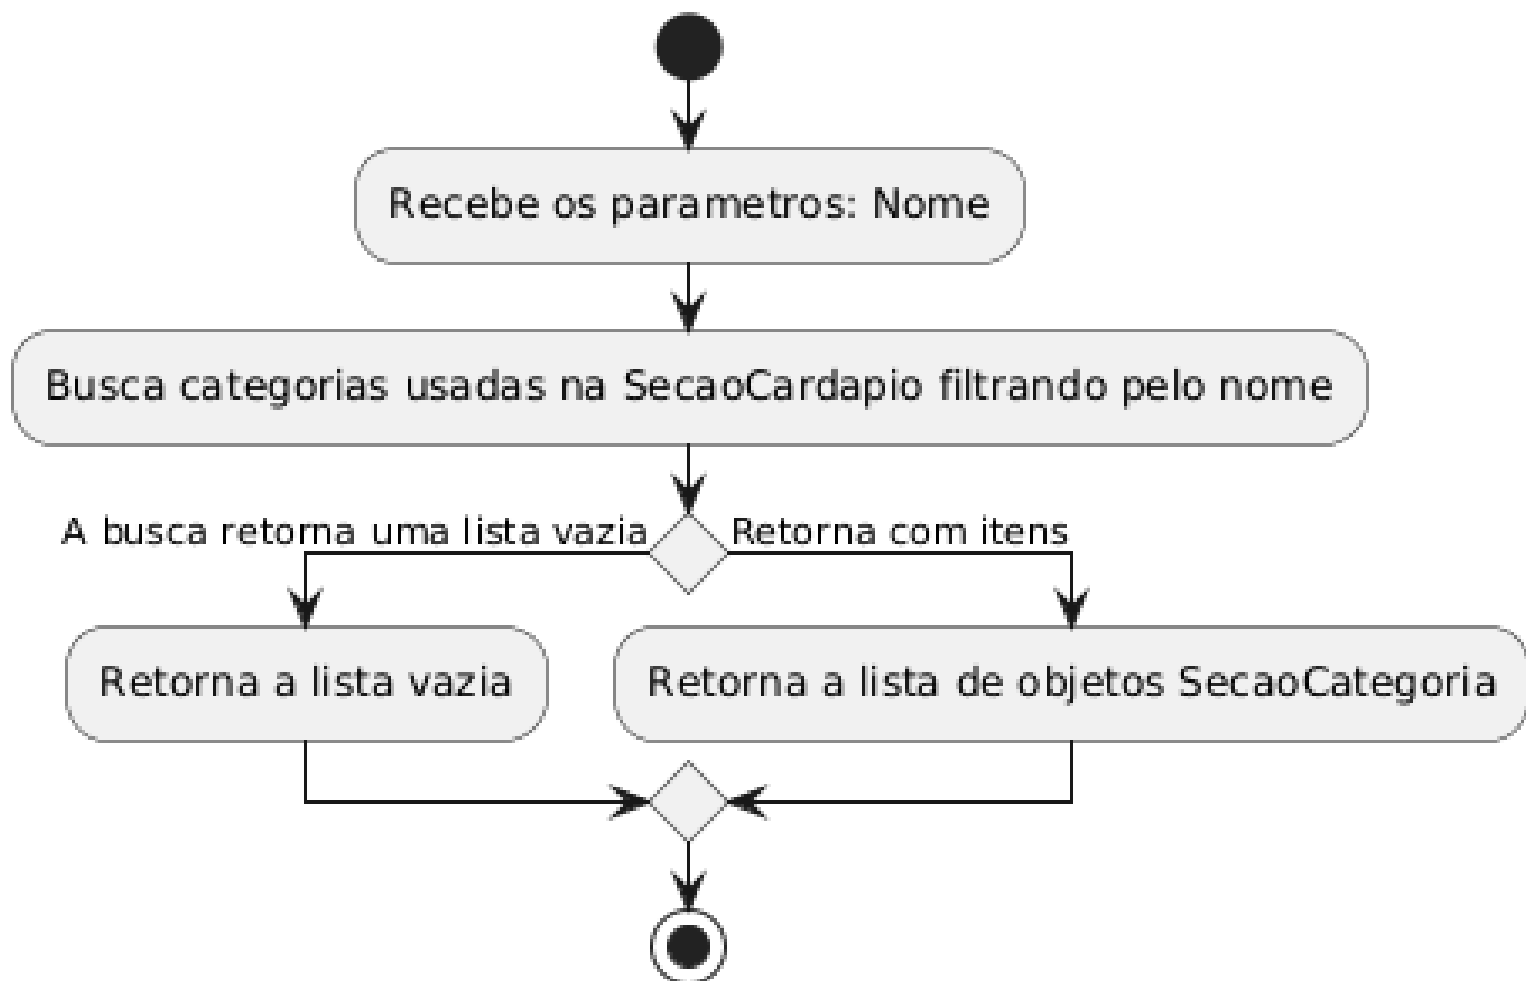 Recebe os parametros: Nome
Busca categorias usadas na SecaoCardapio filtrando pelo nome
A busca retorna uma lista vazia
Retorna com itens
Retorna a lista vazia
Retorna a lista de objetos SecaoCategoria